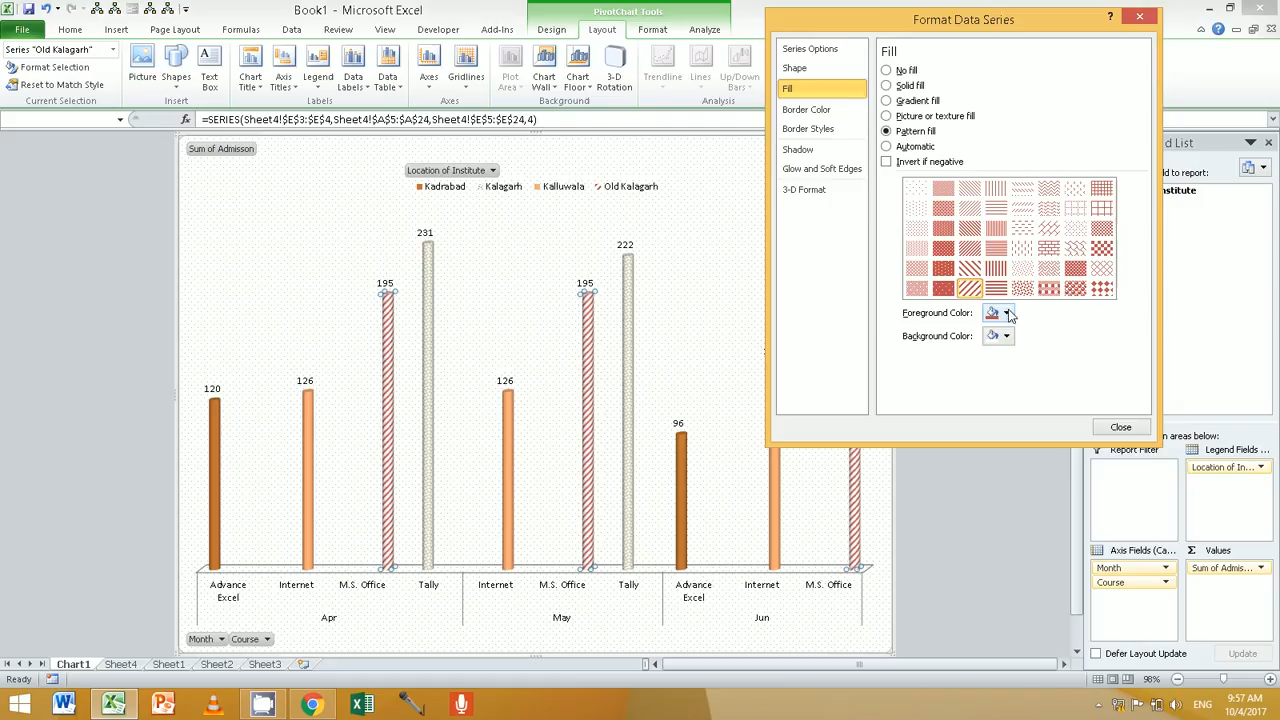 Book1 - Microsoft Excel
PivotChart Tools
File Home Insert Page Layout Formulas Data Review View Developer Add-Ins Design Layout Format Analyze
Series "Old Kalagarh"
Format Selection
Reset to Match Style
Current Selection
Picture
Shapes
Text Box
Insert
Chart Title
Axis Titles
Legend
Data Labels
Data Table
Labels
Axes
Gridlines
Axes
Plot Area
Chart Wall
Chart Floor
3-D Rotation
Background
Trendline
Lines
Up/Down Bars
Analysis
fx =SERIES(Sheet4!$E$3:$E$4,Sheet4!$A$5:$A$24,Sheet4!$E$5:$E$24,4)
Sum of Admisson
Location of Institute
Kadrabad Kalagarh Kalluwala Old Kalagarh
231
222
195
195
126
126
120
96
Advance Excel
Internet
M.S. Office
Tally
Internet
M.S. Office
Tally
Advance Excel
Internet
M.S. Office
Apr
May
Jun
Month Course
Format Data Series
?
Series Options
Shape
Fill
Border Color
Border Styles
Shadow
Glow and Soft Edges
3-D Format
Fill
No fill
Solid fill
Gradient fill
Picture or texture fill
Pattern fill
Automatic
Invert if negative
Foreground Color:
Background Color:
Close
d List
to report:
stitute
n areas below:
Report Filter
Legend Fields ...
Location of In...
Axis Fields (Ca...
Σ Values
Month
Course
Sum of Admis...
Defer Layout Update
Update
Chart1 Sheet4 Sheet1 Sheet2 Sheet3
Ready
98%
ENG
9:57 AM
10/4/2017